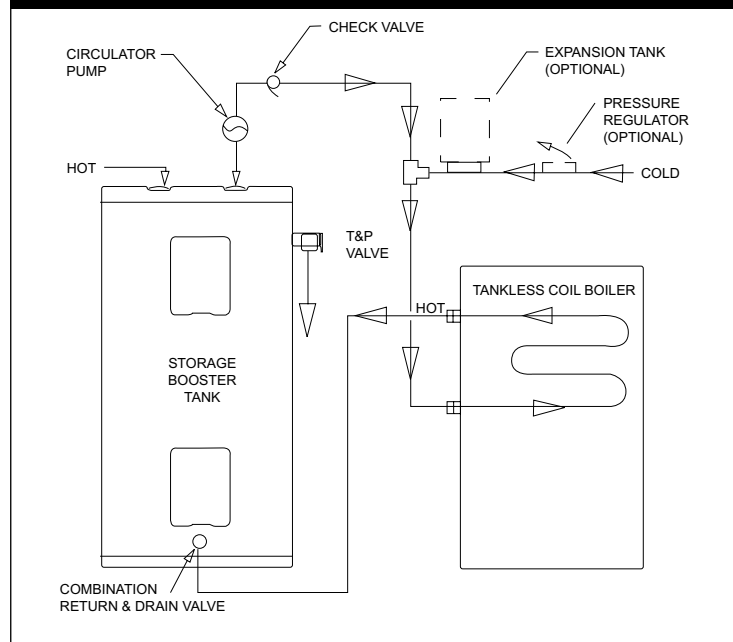 CHECK VALVE
CIRCULATOR
PUMP
EXPANSION TANK
(OPTIONAL)
PRESSURE
REGULATOR
(OPTIONAL)
HOT
COLD
T&P
VALVE
TANKLESS COIL BOILER
HOT
STORAGE
BOOSTER
TANK
COMBINATION
RETURN & DRAIN VALVE